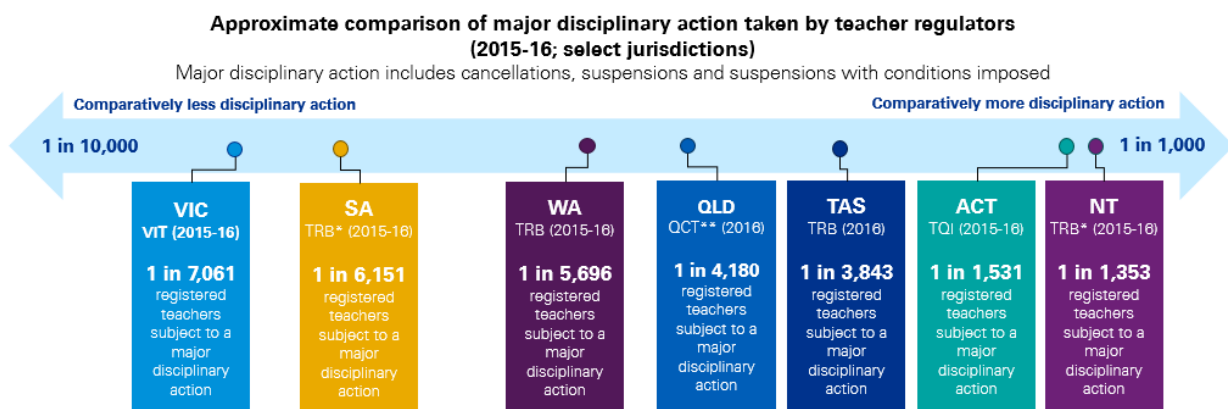 Approximate comparison of major disciplinary action taken by teacher regulators
(2015-16; select jurisdictions)
Major disciplinary action includes cancellations, suspensions and suspensions with conditions imposed
Comparatively less disciplinary action
Comparatively more disciplinary action
1 in 10,000
1 in 1,000
VIC
VIT (2015-16)
1 in 7,061
registered
teachers
subject to a
major
disciplinary
action
SA
TRB* (2015-16)
1 in 6,151
registered
teachers
subject to a
major
disciplinary
action
WA
TRB (2015-16)
1 in 5,696
registered
teachers
subject to a
major
disciplinary
action
QLD
QCT** (2016)
1 in 4,180
registered
teachers
subject to a
major
disciplinary
action
TAS
TRB (2016)
1 in 3,843
registered
teachers
subject to a
major
disciplinary
action
ACT
TQI (2015-16)
1 in 1,531
registered
teachers
subject to a
major
disciplinary
action
NT
TRB* (2015-16)
1 in 1,353
registered
teachers
subject to a
major
disciplinary
action